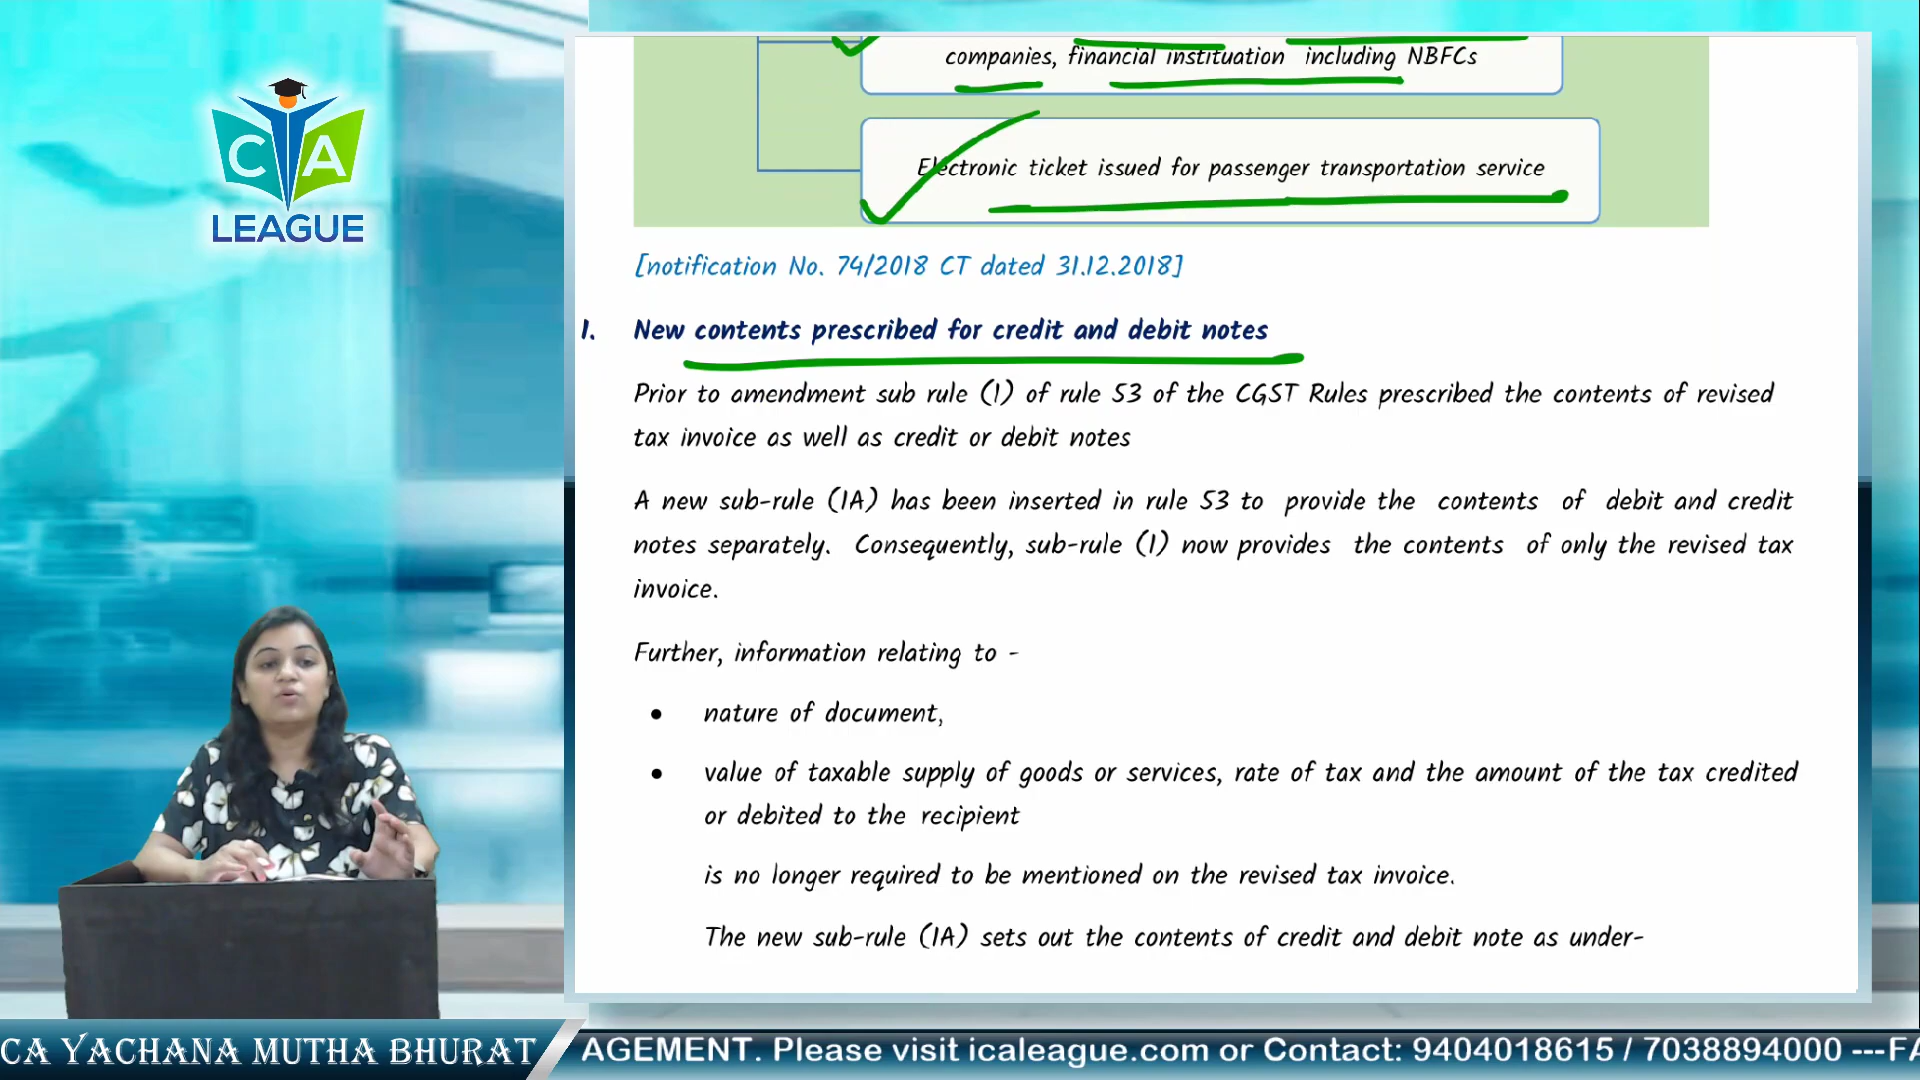 companies, financial instituation including NBFCs
Electronic ticket issued for passenger transportation service
[notification No. 74/2018 CT dated 31.12.2018]
1. New contents prescribed for credit and debit notes
Prior to amendment sub rule (1) of rule 53 of the CGST Rules prescribed the contents of revised
tax invoice as well as credit or debit notes
A new sub-rule (1A) has been inserted in rule 53 to provide the contents of debit and credit
notes separately. Consequently, sub-rule (1) now provides the contents of only the revised tax
invoice.
Further, information relating to -
• nature of document,
• value of taxable supply of goods or services, rate of tax and the amount of the tax credited
or debited to the recipient
is no longer required to be mentioned on the revised tax invoice.
The new sub-rule (1A) sets out the contents of credit and debit note as under-
CA
LEAGUE
CA YACHANA MUTHA BHURAT
AGEMENT. Please visit icaleague.com or Contact: 9404018615 / 7038894000 ---FA